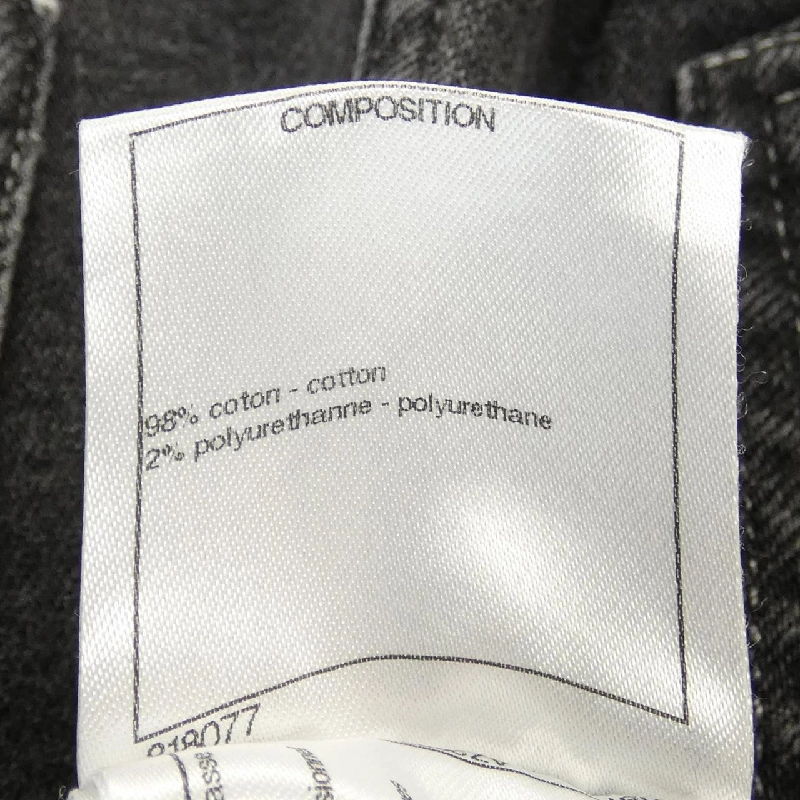 COMPOSITION
98% coton - cotton
2% polyurethanne - polyurethane